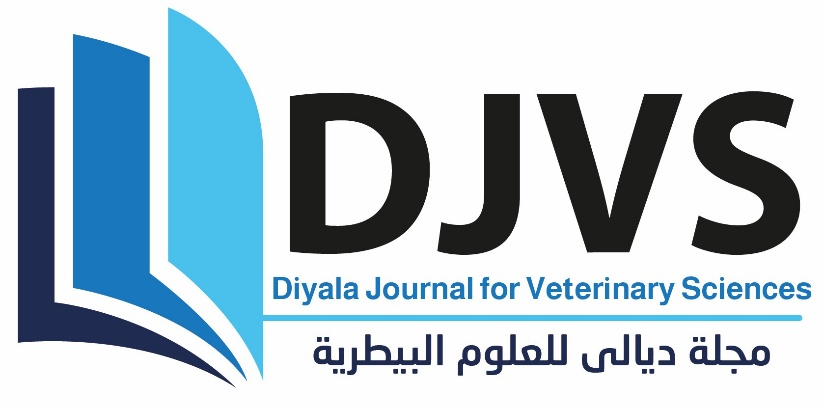 DJVS
Diyala Journal for Veterinary Sciences
مجلة ديالى للعلوم البيطرية